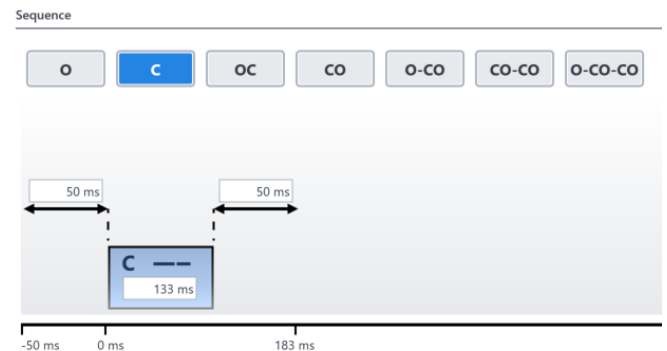 Sequence
O C OC CO O-CO CO-CO O-CO-CO
50 ms 50 ms
C
133 ms
-50 ms 0 ms 183 ms